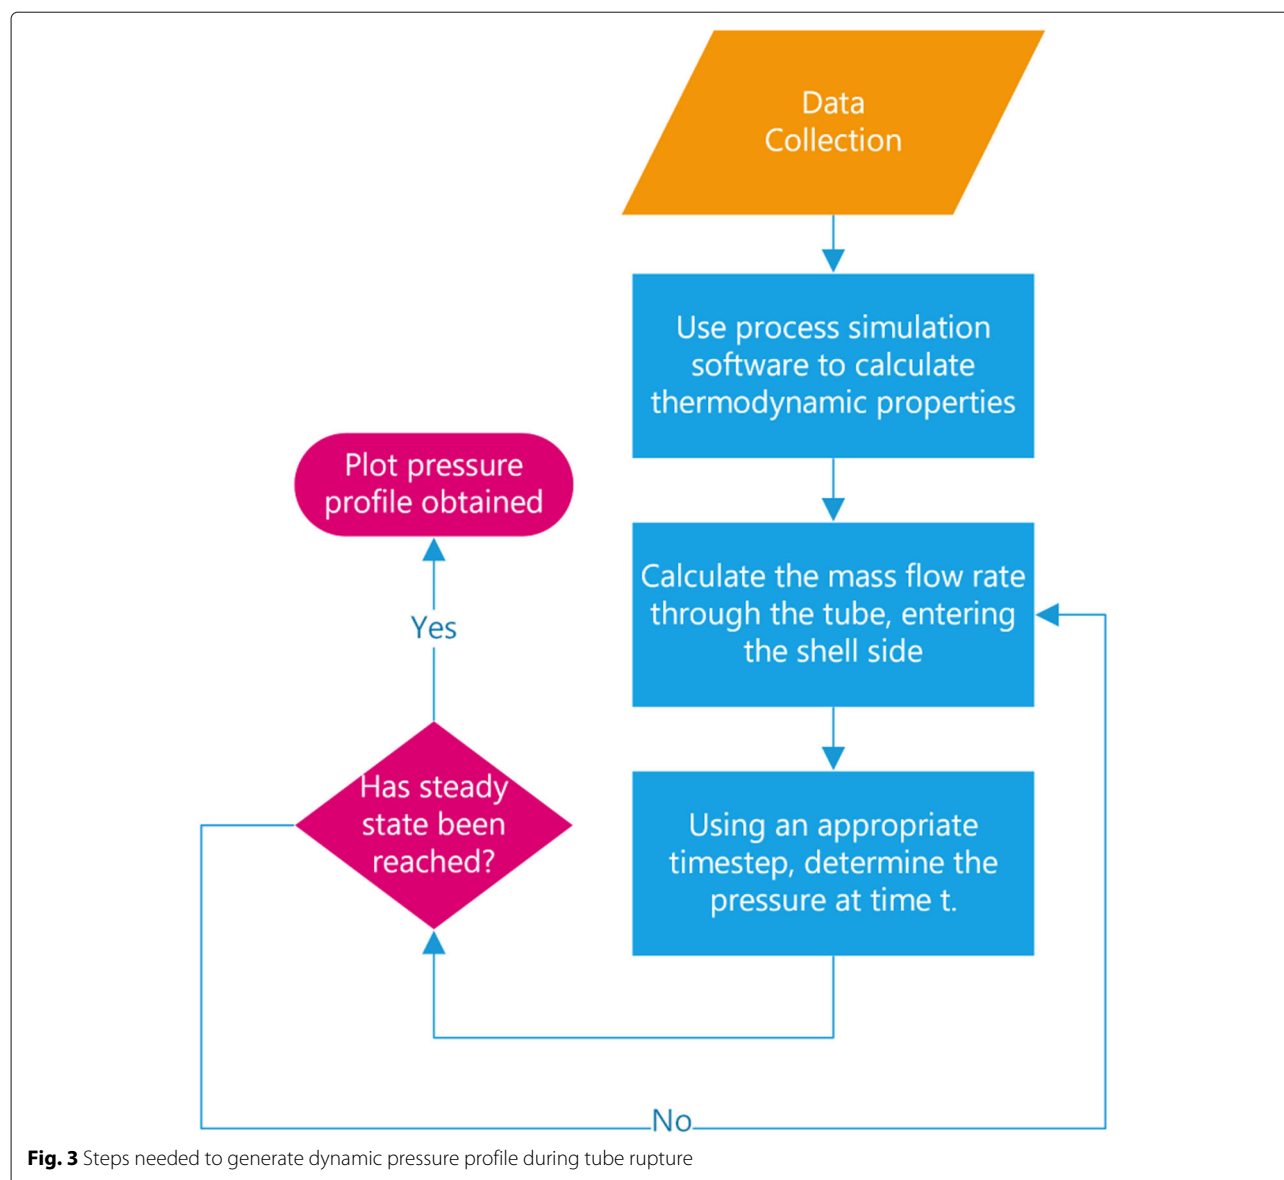 Data
Collection
Use process simulation
software to calculate
thermodynamic properties
Calculate the mass flow rate
through the tube, entering
the shell side
Using an appropriate
timestep, determine the
pressure at time t.
Has steady
state been
reached?
Yes
Plot pressure
profile obtained
No
Fig. 3 Steps needed to generate dynamic pressure profile during tube rupture